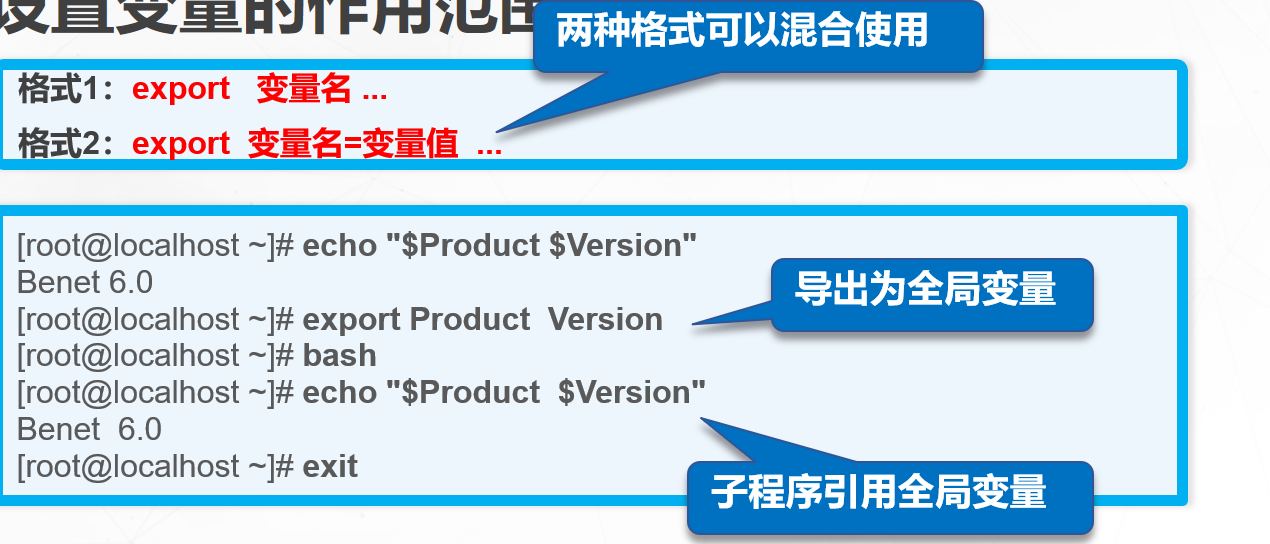 设置变量的作用范围
两种格式可以混合使用
格式1：export 变量名 ...
格式2：export 变量名=变量值 ...
[root@localhost ~]# echo "$Product $Version"
Benet 6.0
[root@localhost ~]# export Product  Version
导出为全局变量
[root@localhost ~]# bash
[root@localhost ~]# echo "$Product  $Version"
Benet  6.0
[root@localhost ~]# exit
子程序引用全局变量